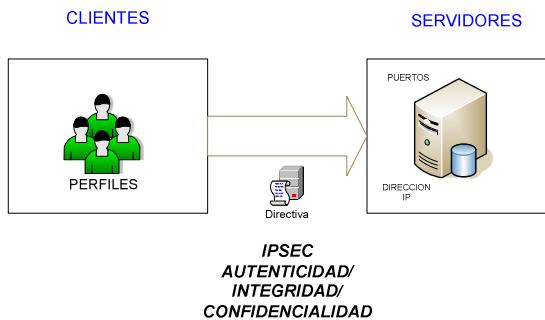 CLIENTES
SERVIDORES
PUERTOS
PERFILES
DIRECCION
IP
Directiva
IPSEC
AUTENTICIDAD/
INTEGRIDAD/
CONFIDENCIALIDAD